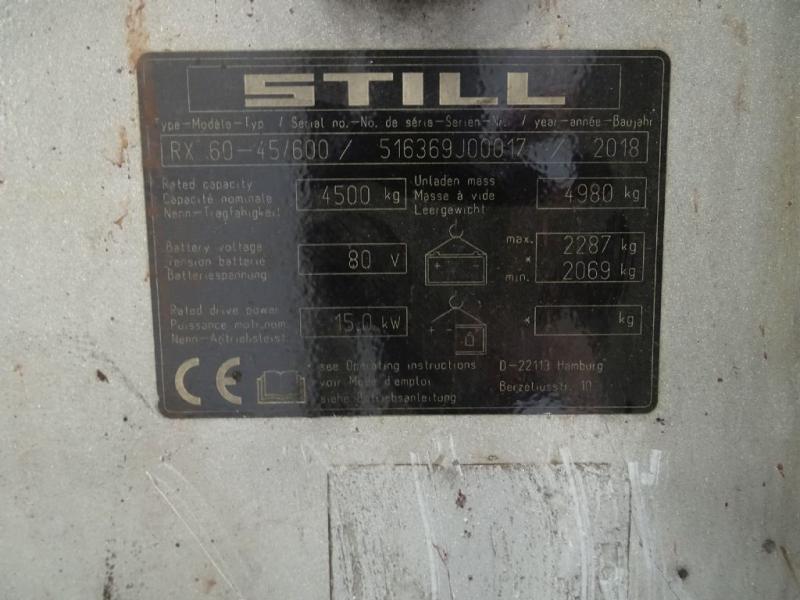 STILL
Type-Modèle-Typ / Serial no.-No. de série-Serien-Nr. / year-année-Baujahr
RX 60-45/600 / 516369J00017 / 2018
Rated capacity
Capacité nominale
Nenn-Tragfähigkeit
4500 kg
Unladen mass
Masse à vide
Leergewicht
4980 kg
Battery voltage
Tension batterie
Batteriespannung
80 V
+ -
max. 2287 kg
*
min. 2069 kg
Rated drive power
Puissance motr.nom.
Nenn-Antriebsleist.
15.0 kW
+ -
* kg
CE
see Operating instructions
voir Mode d'emploi
siehe Betriebsanleitung
D-22113 Hamburg
Berzeliusstr. 10